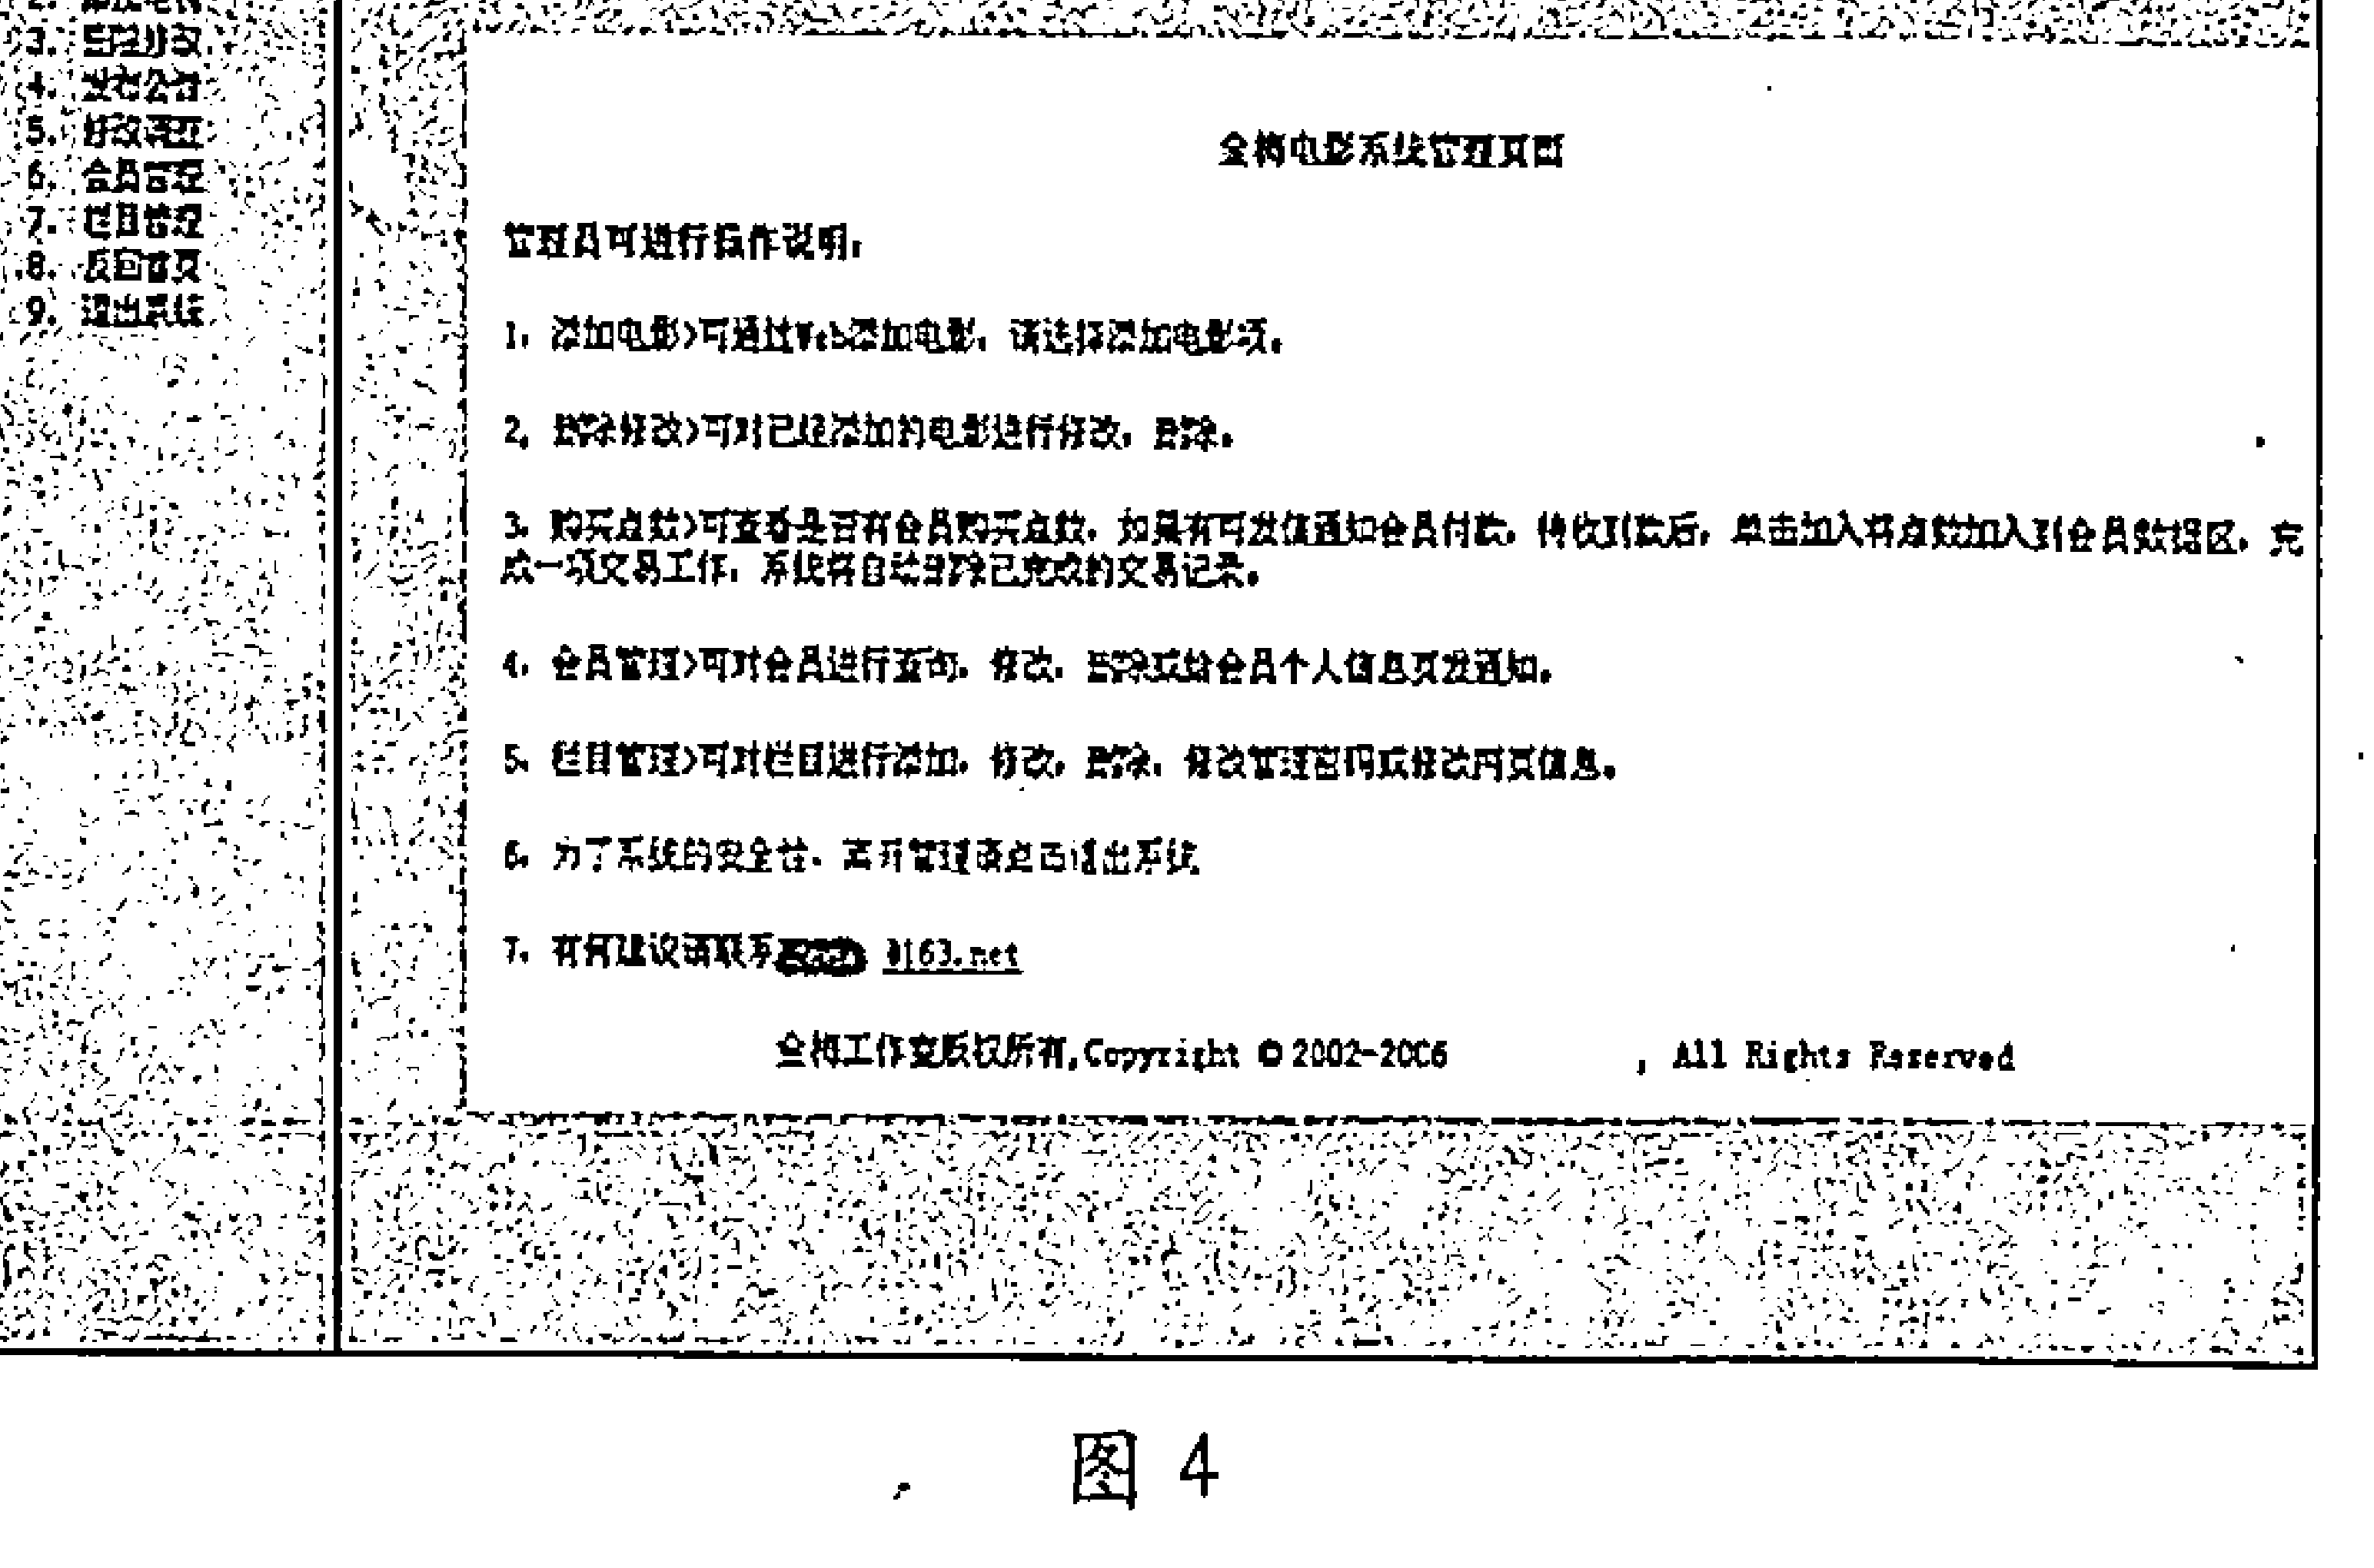 3. 删除修改
4. 发布公告
5. 修改调查
6. 会员管理
7. 栏目管理
8. 返回首页
9. 退出系统
金梅电影系统管理页面
管理员可进行操作说明:
1. 添加电影>可通过Web添加电影, 请选择添加电影项。
2. 删除修改>可对已经添加的电影进行修改, 删除。
3. 购买点数>可查看是否有会员购买点数, 如果有可发信通知会员付款, 待收到款后, 单击加入将点数加入到会员数据区, 完
成一项交易工作, 系统将自动删除已完成的交易记录。
4. 会员管理>可对会员进行查询, 修改, 删除或给会员个人信息页发通知。
5. 栏目管理>可对栏目进行添加, 修改, 删除, 修改管理密码或修改网页信息。
6. 为了系统的安全性, 离开管理请点击退出系统
7. 有何建议请联系 @163.net
金梅工作室版权所有,Copyright © 2002-2006 , All Rights Reserved
图 4